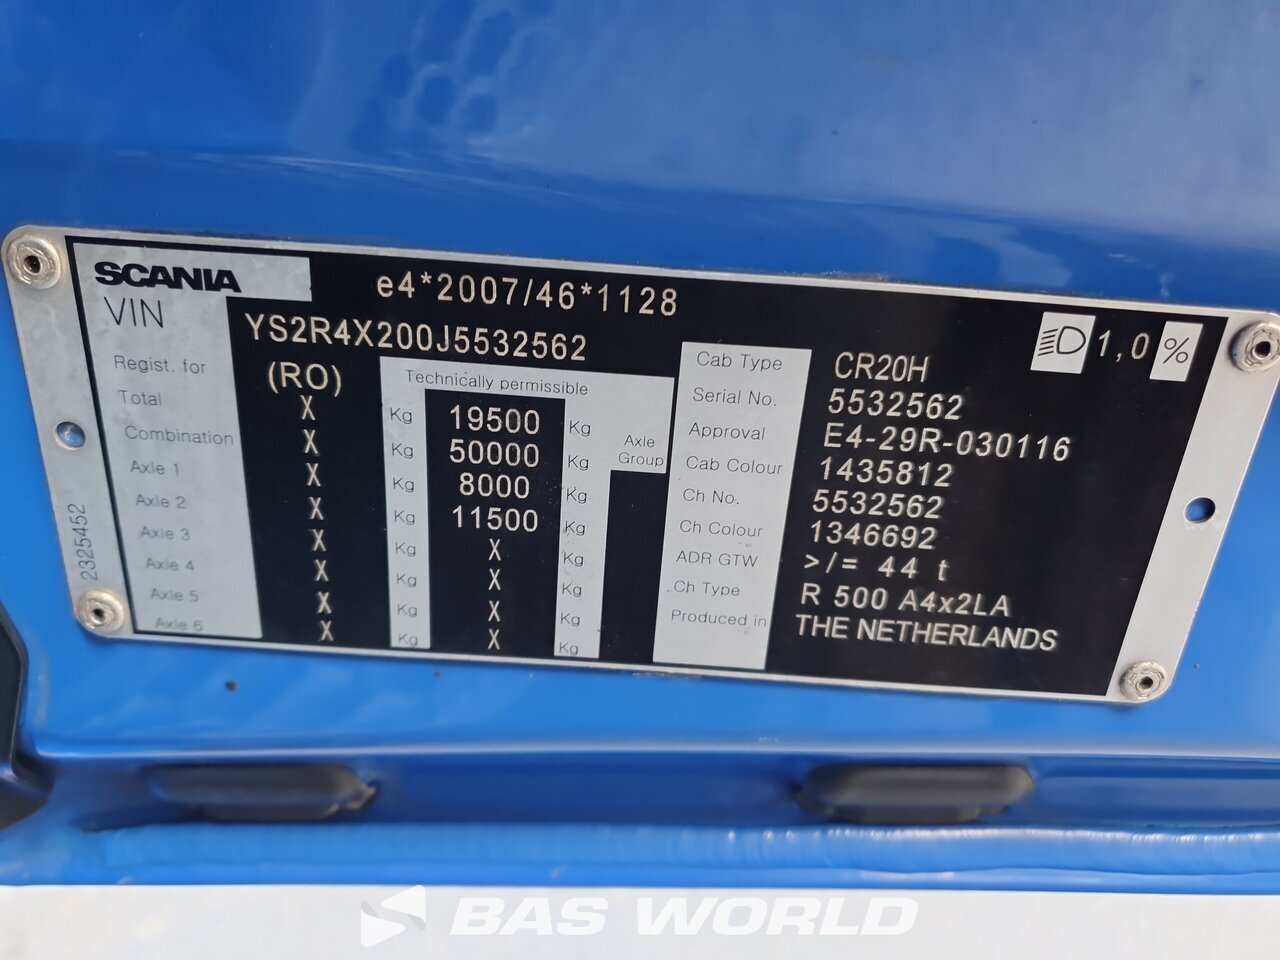 SCANIA e4*2007/46*1128
VIN YS2R4X200J5532562
1,0 %
Regist. for (RO) Technically permissible
Total X Kg 19500 Kg
Combination X Kg 50000 Kg Axle Group
Axle 1 X Kg 8000 Kg
Axle 2 X Kg 11500 Kg
Axle 3 X Kg X Kg
Axle 4 X Kg X Kg
Axle 5 X Kg X Kg
Axle 6 X Kg X Kg
2325452
Cab Type CR20H
Serial No. 5532562
Approval E4-29R-030116
Cab Colour 1435812
Ch No. 5532562
Ch Colour 1346692
ADR GTW >/= 44 t
Ch Type R 500 A4x2LA
Produced in THE NETHERLANDS
BAS WORLD